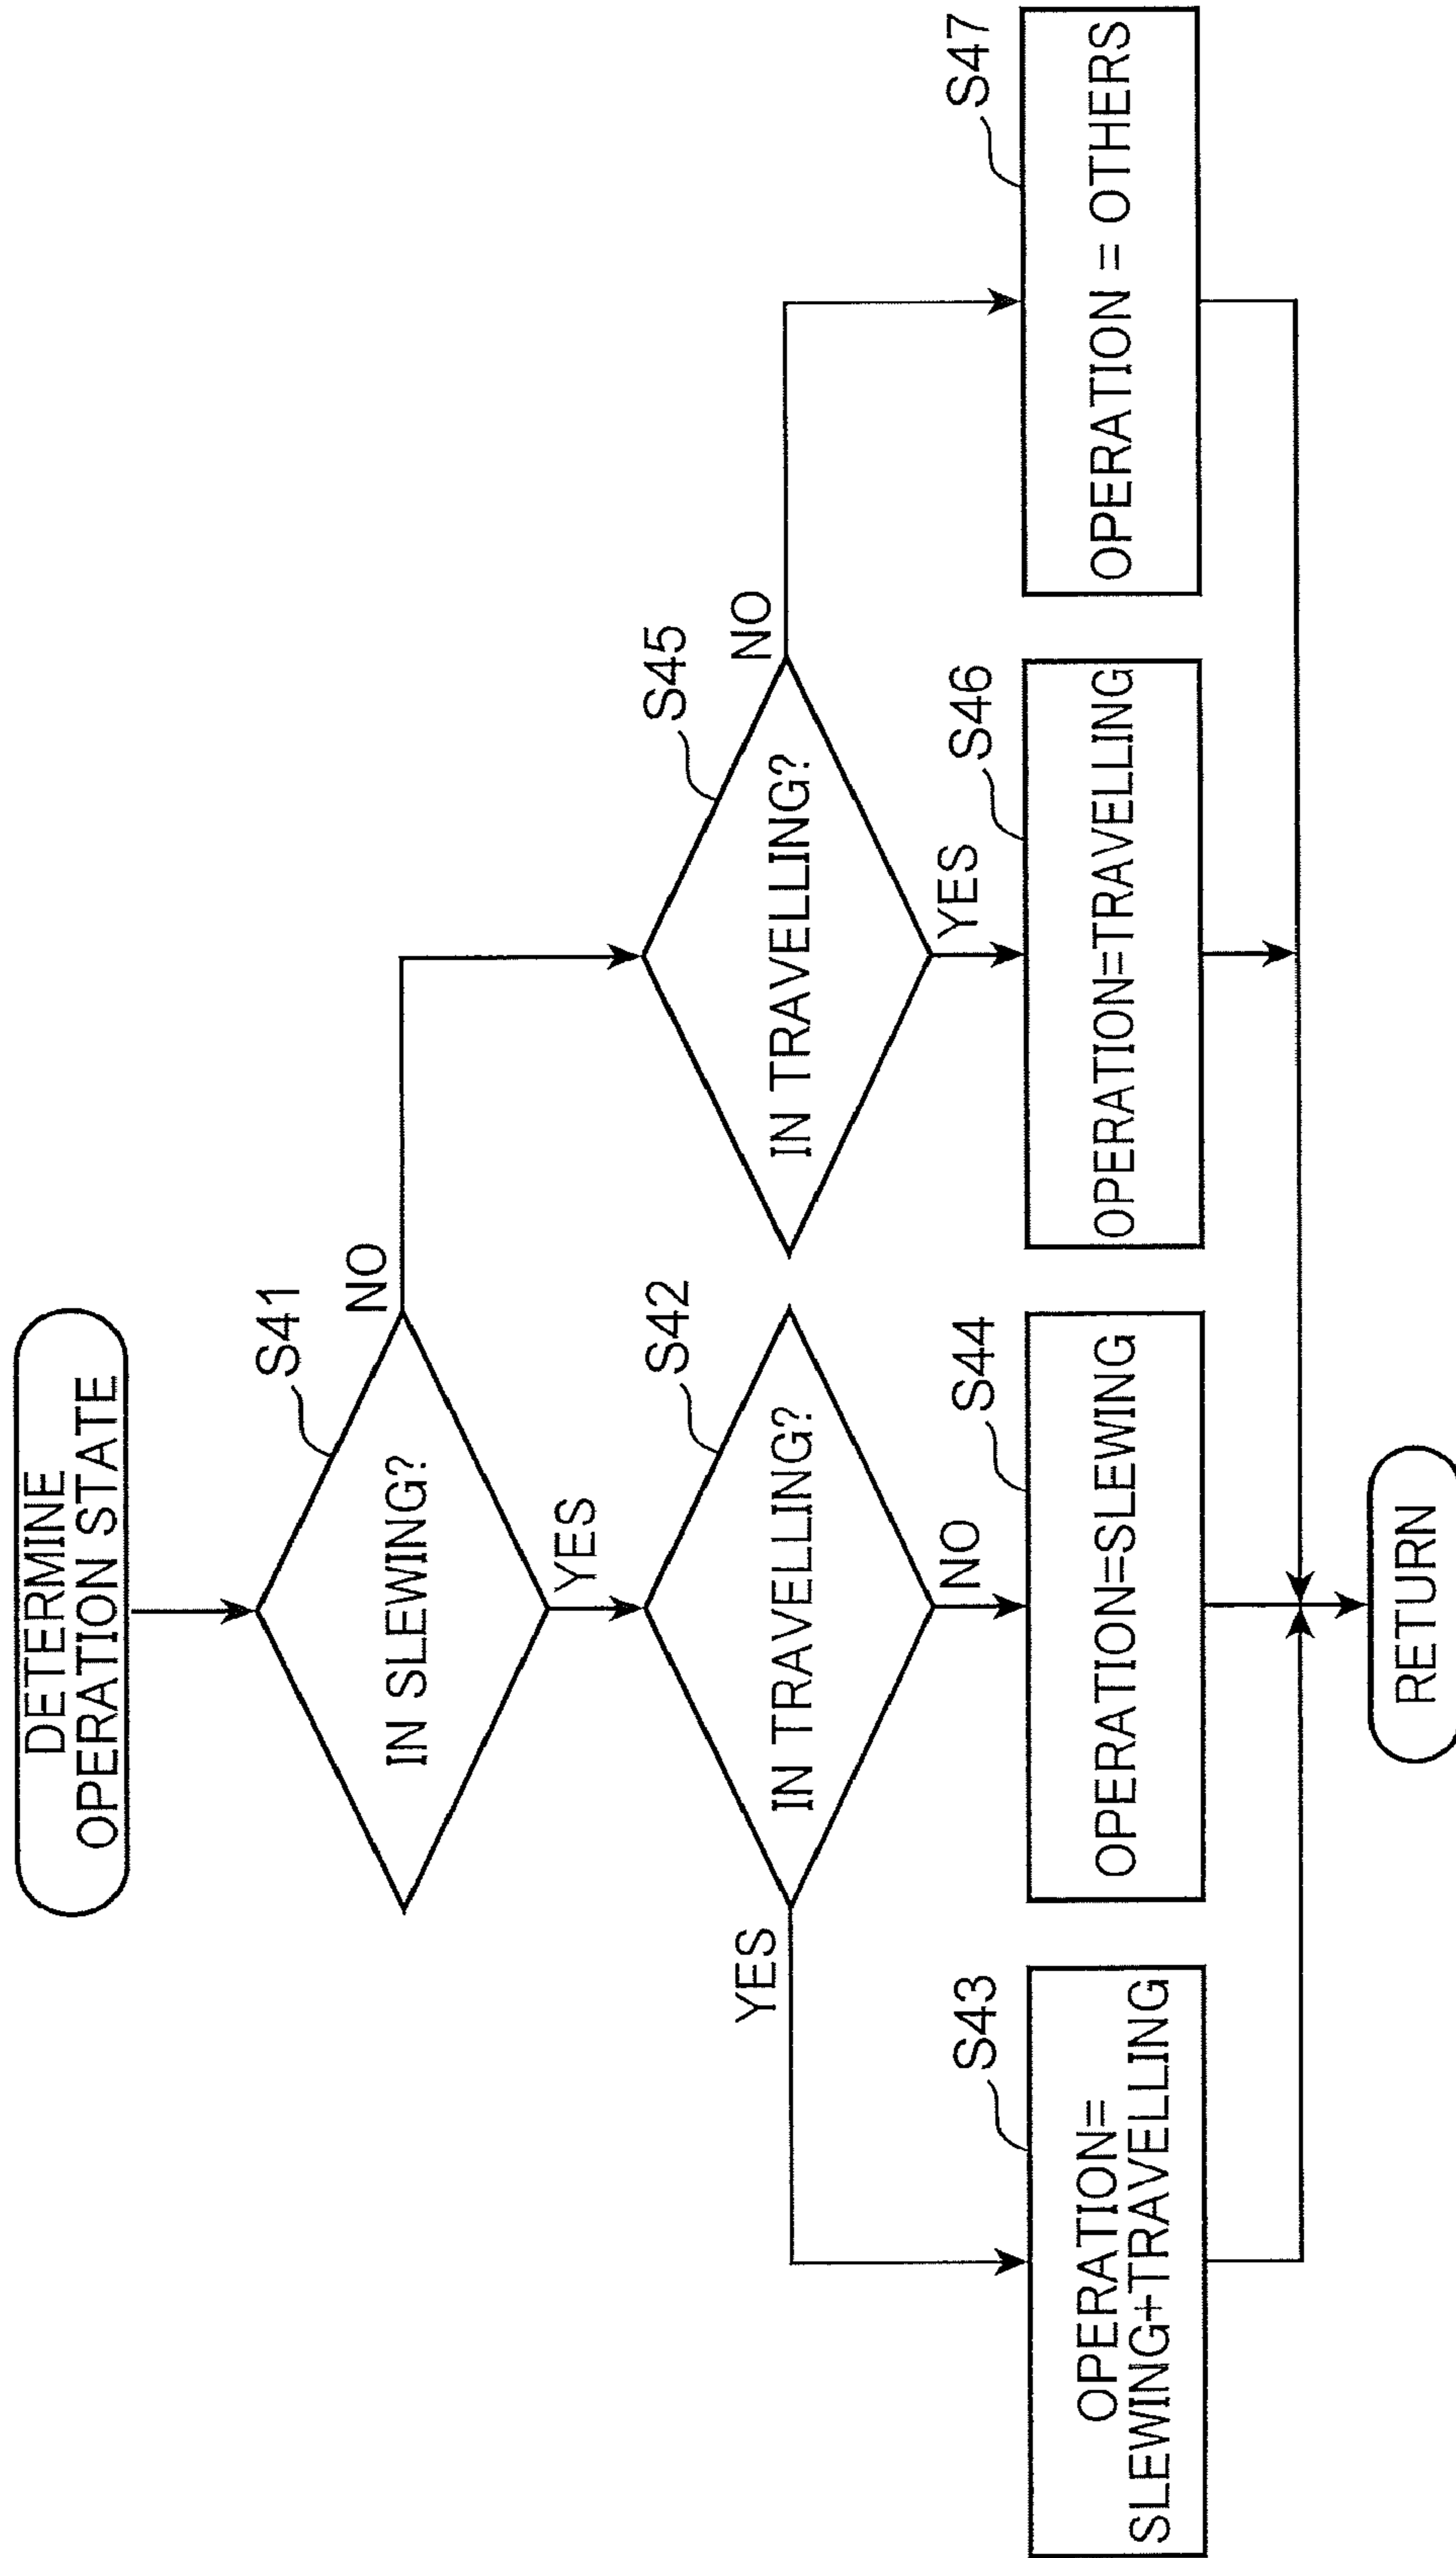 DETERMINE
OPERATION STATE
S41
IN SLEWING?
NO
YES
S42
IN TRAVELLING?
YES
NO
S45
IN TRAVELLING?
NO
YES
S43
OPERATION=
SLEWING+TRAVELLING
S44
OPERATION=SLEWING
S46
OPERATION=TRAVELLING
S47
OPERATION = OTHERS
RETURN